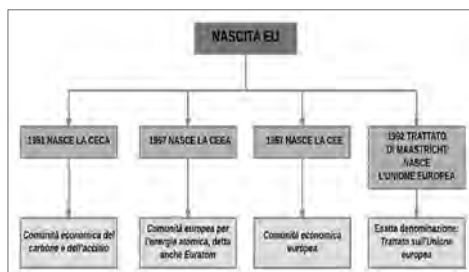 NASCITA EU
1951 NASCE LA CECA
1957 NASCE LA CEEA
1957 NASCE LA CEE
1992 TRATTATO
DI MAASTRICHT:
NASCE
L'UNIONE EUROPEA
Comunità economica del
carbone e dell'acciaio
Comunità europea per
l'energia atomica, detta
anche Euratom
Comunità economica
europea
Esatta denominazione:
Trattato sull'Unione
europea